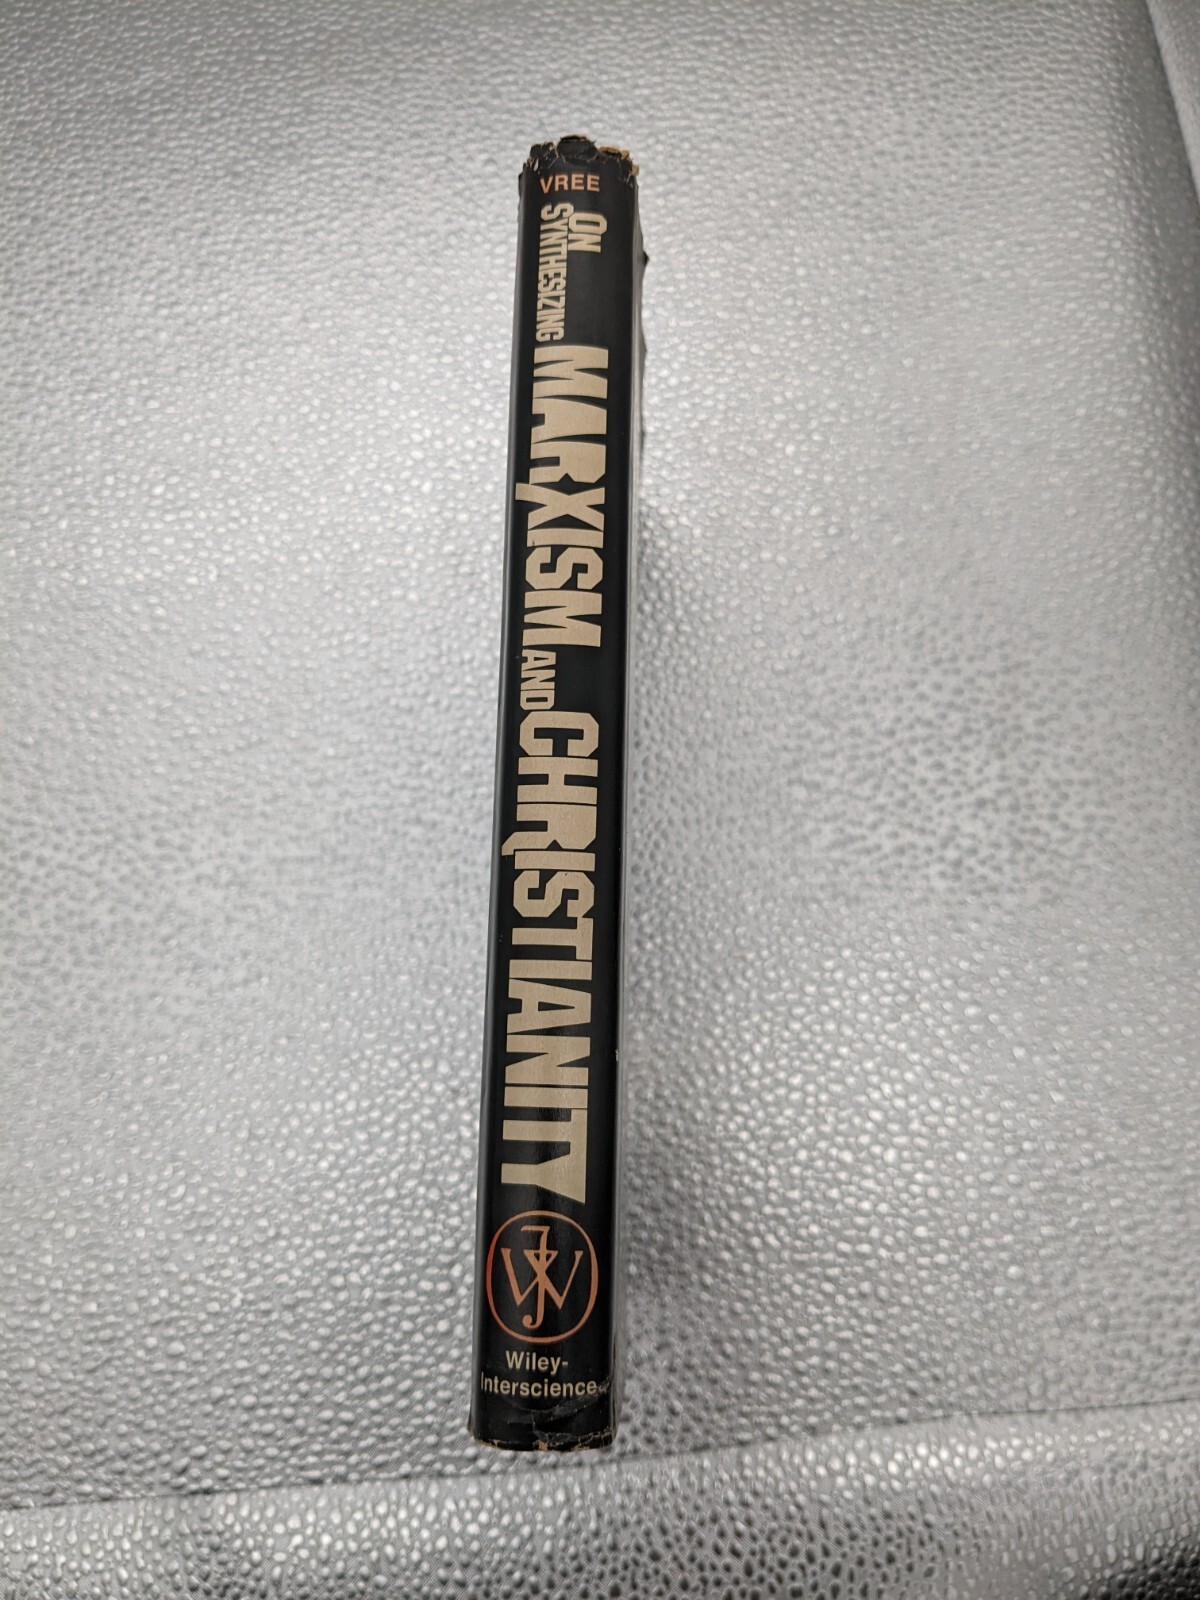 VREE
ON
SYNTHESIZING
MARXISM AND CHRISTIANITY
JW
Wiley-
Interscience